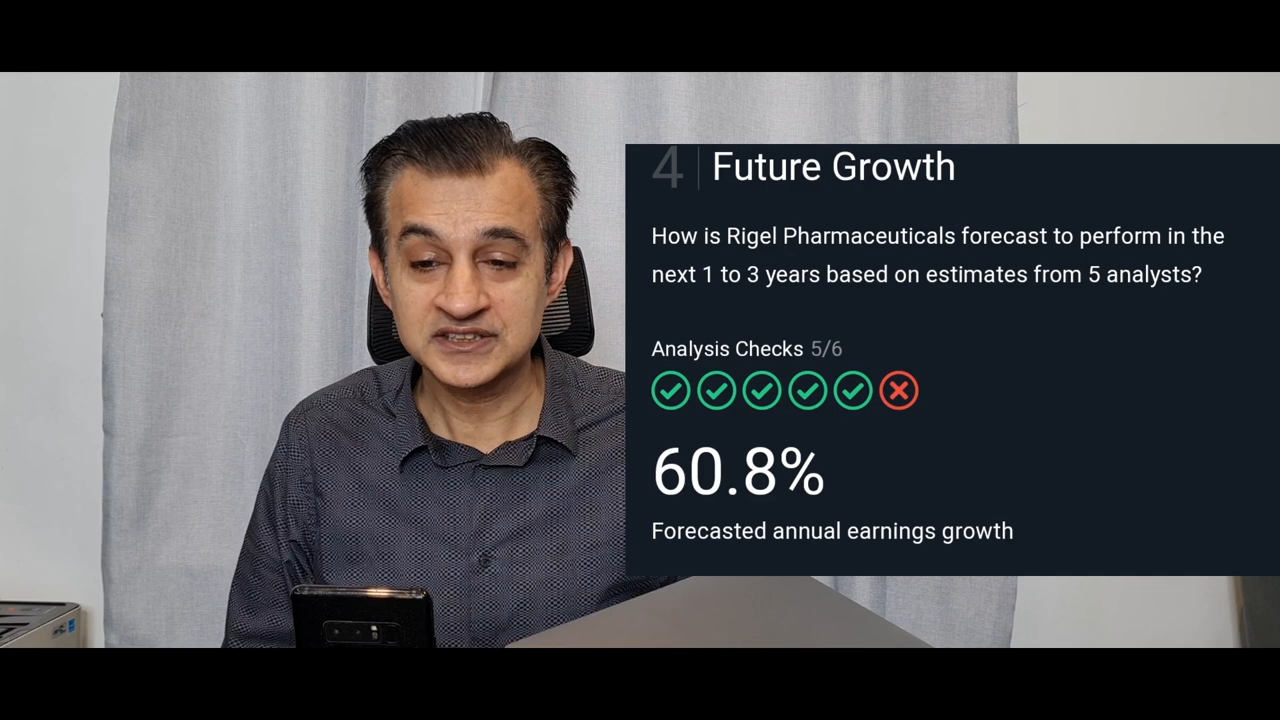 4 Future Growth
How is Rigel Pharmaceuticals forecast to perform in the
next 1 to 3 years based on estimates from 5 analysts?
Analysis Checks 5/6
60.8%
Forecasted annual earnings growth